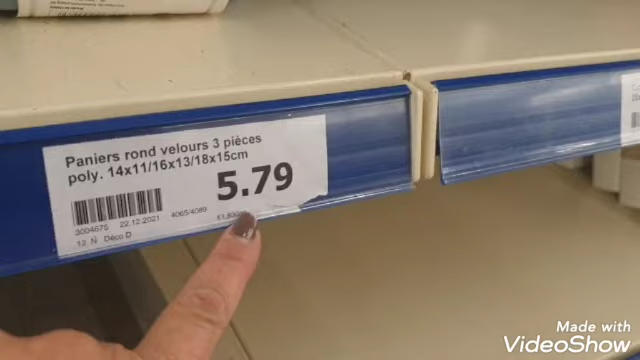 Paniers rond velours 3 pièces
poly. 14x11/16x13/18x15cm
5.79
3004675 22.12.2021 4065/4089
12 N Déco D
Made with
VideoShow